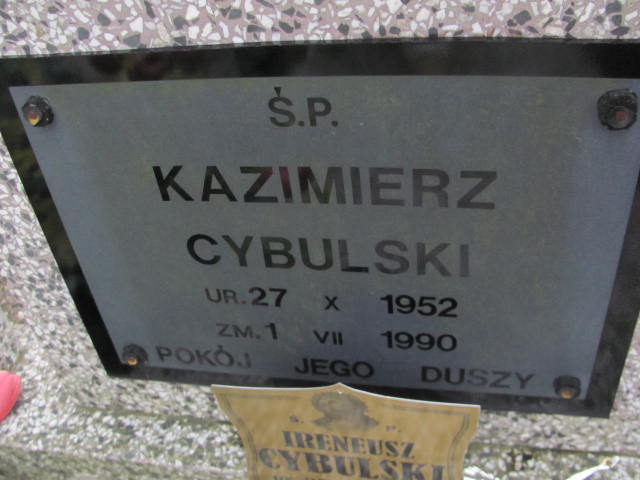 Ś.P.
KAZIMIERZ
CYBULSKI
UR. 27 X 1952
ZM. 1 VII 1990
POKÓJ JEGO DUSZY
Ś. P.
IRENEUSZ
CYBULSKI